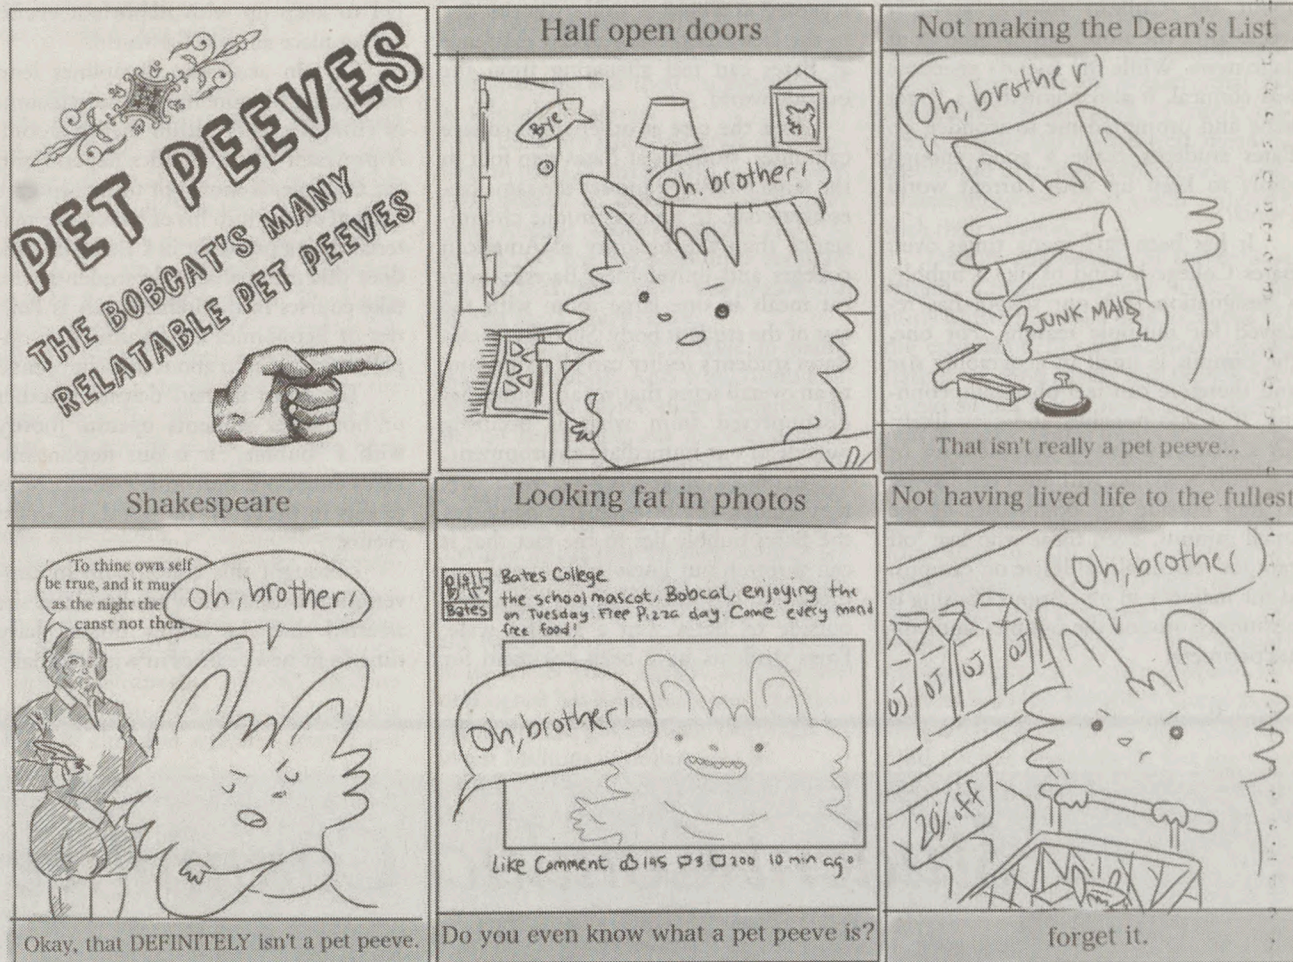 PET PEEVES
THE BOBCAT'S MANY
RELATABLE PET PEEVES
Half open doors
Bye!
Oh, brother!
Not making the Dean's List
Oh, brother!
JUNK MAIL
That isn't really a pet peeve...
Shakespeare
To thine own self
be true, and it mus
as the night the
canst not then
Oh, brother!
Okay, that DEFINITELY isn't a pet peeve.
Looking fat in photos
Bates
Bates College
the school mascot, Bobcat, enjoying the
on Tuesday. Free Pizza day. Come every mond
free food!
Oh, brother!
Like Comment 195 3 200 10 min ago
Do you even know what a pet peeve is?
Not having lived life to the fullest
Oh, brother
OJ
OJ
OJ
OJ
20% off
forget it.